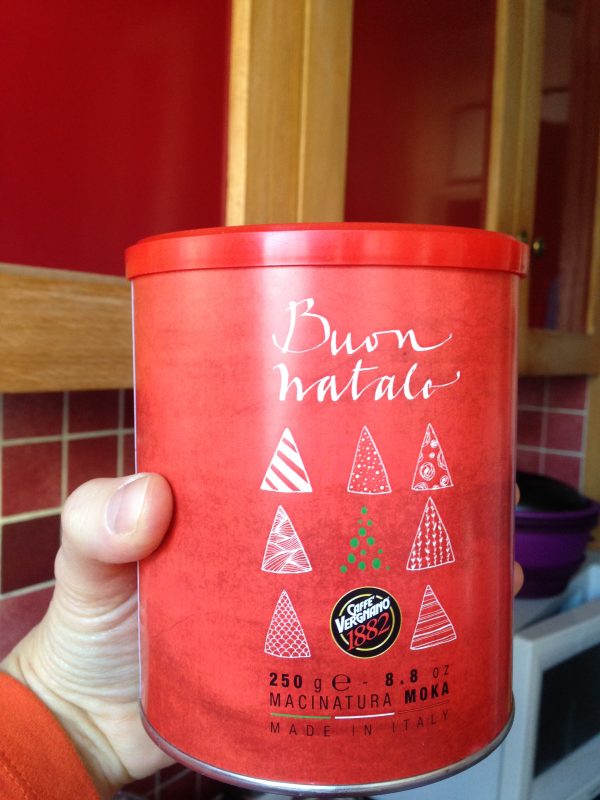 Buon
natale
CAFFÈ
VERGNANO
1882
250 g e - 8.8 oz
MACINATURA MOKA
MADE IN ITALY